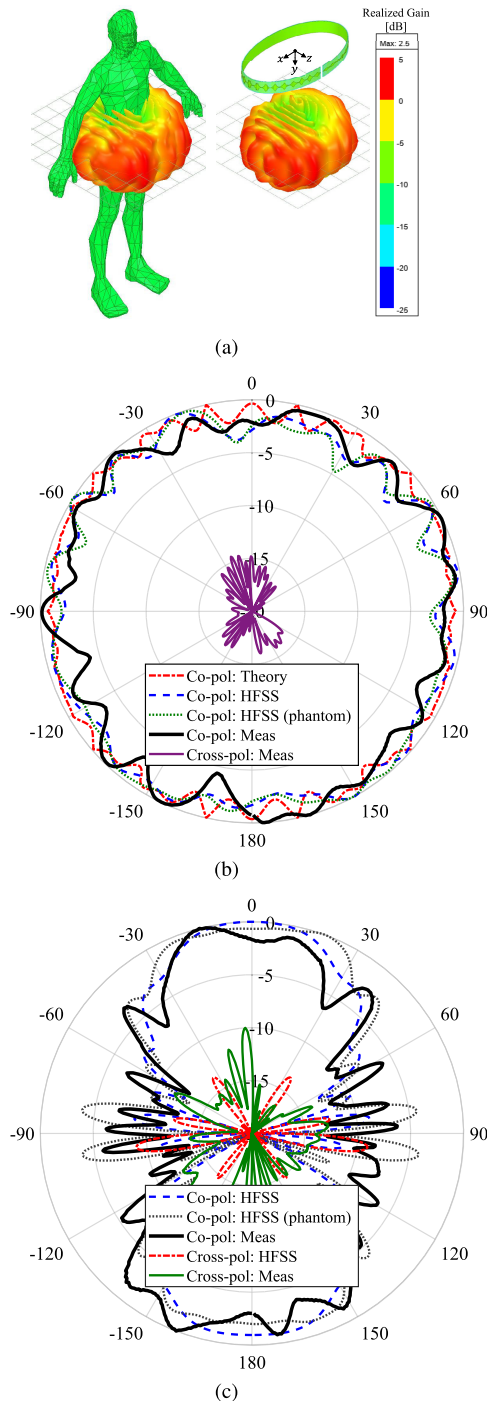 Realized Gain
[dB]
Max: 2.5
5
0
-5
-10
-15
-20
-25
x
z
y
(a)
0
-30
30
0
-5
-60
60
-10
-15
-90
90
Co-pol: Theory
Co-pol: HFSS
Co-pol: HFSS (phantom)
Co-pol: Meas
Cross-pol: Meas
-120
120
-150
150
180
(b)
0
-30
30
0
-5
-60
60
-10
-15
-90
90
Co-pol: HFSS
Co-pol: HFSS (phantom)
Co-pol: Meas
Cross-pol: HFSS
Cross-pol: Meas
-120
120
-150
150
180
(c)